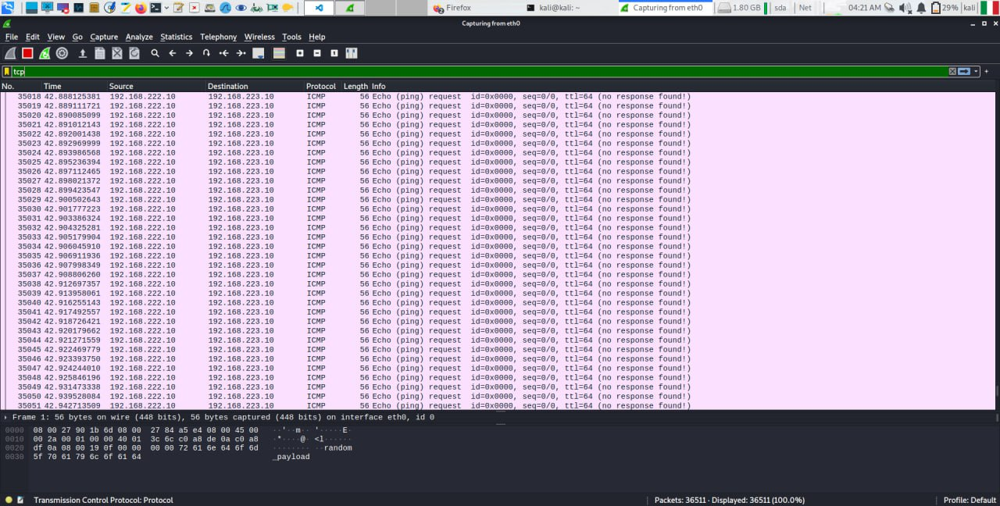 Firefox kali@kali: ~ Capturing from eth0 1.80 GB sda Net 04:21 AM 29% kali
Capturing from eth0
File Edit View Go Capture Analyze Statistics Telephony Wireless Tools Help
tcp
No. Time Source Destination Protocol Length Info
35018 42.888125381 192.168.222.10 192.168.223.10 ICMP 56 Echo (ping) request id=0x0000, seq=0/0, ttl=64 (no response found!)
35019 42.889111721 192.168.222.10 192.168.223.10 ICMP 56 Echo (ping) request id=0x0000, seq=0/0, ttl=64 (no response found!)
35020 42.890085099 192.168.222.10 192.168.223.10 ICMP 56 Echo (ping) request id=0x0000, seq=0/0, ttl=64 (no response found!)
35021 42.891012143 192.168.222.10 192.168.223.10 ICMP 56 Echo (ping) request id=0x0000, seq=0/0, ttl=64 (no response found!)
35022 42.892001438 192.168.222.10 192.168.223.10 ICMP 56 Echo (ping) request id=0x0000, seq=0/0, ttl=64 (no response found!)
35023 42.892969999 192.168.222.10 192.168.223.10 ICMP 56 Echo (ping) request id=0x0000, seq=0/0, ttl=64 (no response found!)
35024 42.893986568 192.168.222.10 192.168.223.10 ICMP 56 Echo (ping) request id=0x0000, seq=0/0, ttl=64 (no response found!)
35025 42.895236394 192.168.222.10 192.168.223.10 ICMP 56 Echo (ping) request id=0x0000, seq=0/0, ttl=64 (no response found!)
35026 42.897112465 192.168.222.10 192.168.223.10 ICMP 56 Echo (ping) request id=0x0000, seq=0/0, ttl=64 (no response found!)
35027 42.898021372 192.168.222.10 192.168.223.10 ICMP 56 Echo (ping) request id=0x0000, seq=0/0, ttl=64 (no response found!)
35028 42.899423547 192.168.222.10 192.168.223.10 ICMP 56 Echo (ping) request id=0x0000, seq=0/0, ttl=64 (no response found!)
35029 42.900502643 192.168.222.10 192.168.223.10 ICMP 56 Echo (ping) request id=0x0000, seq=0/0, ttl=64 (no response found!)
35030 42.901777223 192.168.222.10 192.168.223.10 ICMP 56 Echo (ping) request id=0x0000, seq=0/0, ttl=64 (no response found!)
35031 42.903386324 192.168.222.10 192.168.223.10 ICMP 56 Echo (ping) request id=0x0000, seq=0/0, ttl=64 (no response found!)
35032 42.904325281 192.168.222.10 192.168.223.10 ICMP 56 Echo (ping) request id=0x0000, seq=0/0, ttl=64 (no response found!)
35033 42.905179904 192.168.222.10 192.168.223.10 ICMP 56 Echo (ping) request id=0x0000, seq=0/0, ttl=64 (no response found!)
35034 42.906045910 192.168.222.10 192.168.223.10 ICMP 56 Echo (ping) request id=0x0000, seq=0/0, ttl=64 (no response found!)
35035 42.906911936 192.168.222.10 192.168.223.10 ICMP 56 Echo (ping) request id=0x0000, seq=0/0, ttl=64 (no response found!)
35036 42.907998349 192.168.222.10 192.168.223.10 ICMP 56 Echo (ping) request id=0x0000, seq=0/0, ttl=64 (no response found!)
35037 42.908806260 192.168.222.10 192.168.223.10 ICMP 56 Echo (ping) request id=0x0000, seq=0/0, ttl=64 (no response found!)
35038 42.912697357 192.168.222.10 192.168.223.10 ICMP 56 Echo (ping) request id=0x0000, seq=0/0, ttl=64 (no response found!)
35039 42.913958061 192.168.222.10 192.168.223.10 ICMP 56 Echo (ping) request id=0x0000, seq=0/0, ttl=64 (no response found!)
35040 42.916255143 192.168.222.10 192.168.223.10 ICMP 56 Echo (ping) request id=0x0000, seq=0/0, ttl=64 (no response found!)
35041 42.917492557 192.168.222.10 192.168.223.10 ICMP 56 Echo (ping) request id=0x0000, seq=0/0, ttl=64 (no response found!)
35042 42.918726421 192.168.222.10 192.168.223.10 ICMP 56 Echo (ping) request id=0x0000, seq=0/0, ttl=64 (no response found!)
35043 42.920179662 192.168.222.10 192.168.223.10 ICMP 56 Echo (ping) request id=0x0000, seq=0/0, ttl=64 (no response found!)
35044 42.921271559 192.168.222.10 192.168.223.10 ICMP 56 Echo (ping) request id=0x0000, seq=0/0, ttl=64 (no response found!)
35045 42.922469779 192.168.222.10 192.168.223.10 ICMP 56 Echo (ping) request id=0x0000, seq=0/0, ttl=64 (no response found!)
35046 42.923393750 192.168.222.10 192.168.223.10 ICMP 56 Echo (ping) request id=0x0000, seq=0/0, ttl=64 (no response found!)
35047 42.924244010 192.168.222.10 192.168.223.10 ICMP 56 Echo (ping) request id=0x0000, seq=0/0, ttl=64 (no response found!)
35048 42.925846196 192.168.222.10 192.168.223.10 ICMP 56 Echo (ping) request id=0x0000, seq=0/0, ttl=64 (no response found!)
35049 42.931473338 192.168.222.10 192.168.223.10 ICMP 56 Echo (ping) request id=0x0000, seq=0/0, ttl=64 (no response found!)
35050 42.939528084 192.168.222.10 192.168.223.10 ICMP 56 Echo (ping) request id=0x0000, seq=0/0, ttl=64 (no response found!)
35051 42.942713509 192.168.222.10 192.168.223.10 ICMP 56 Echo (ping) request id=0x0000, seq=0/0, ttl=64 (no response found!)
Frame 1: 56 bytes on wire (448 bits), 56 bytes captured (448 bits) on interface eth0, id 0
0000 08 00 27 90 1b 6d 08 00 27 84 a5 e4 08 00 45 00 ··'··m·· '·····E·
0010 00 2a 00 01 00 00 40 01 3c 6c c0 a8 de 0a c0 a8 ·*····@· <l······
0020 df 0a 08 00 19 0f 00 00 00 00 72 61 6e 64 6f 6d ········ ··random
0030 5f 70 61 79 6c 6f 61 64 _payload
Transmission Control Protocol: Protocol Packets: 36511 · Displayed: 36511 (100.0%) Profile: Default